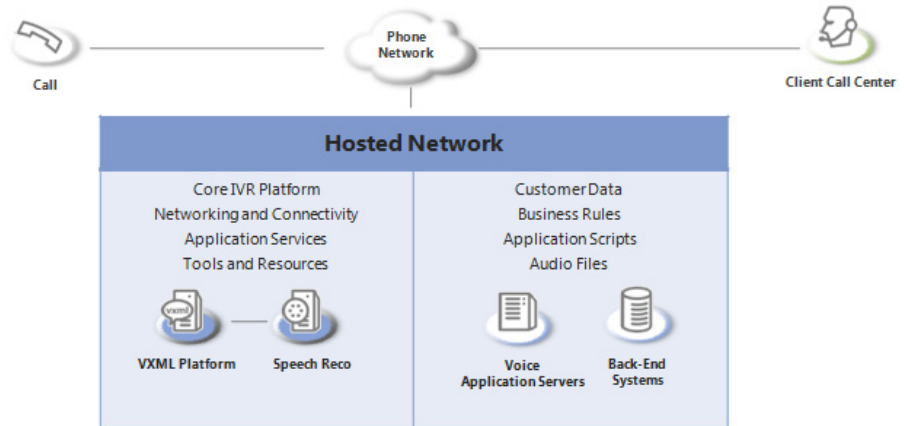 Phone
Network
Call
Client Call Center
Hosted Network
Core IVR Platform
Networking and Connectivity
Application Services
Tools and Resources
Customer Data
Business Rules
Application Scripts
Audio Files
vxml
VXML Platform
Speech Reco
Voice
Application Servers
Back-End
Systems